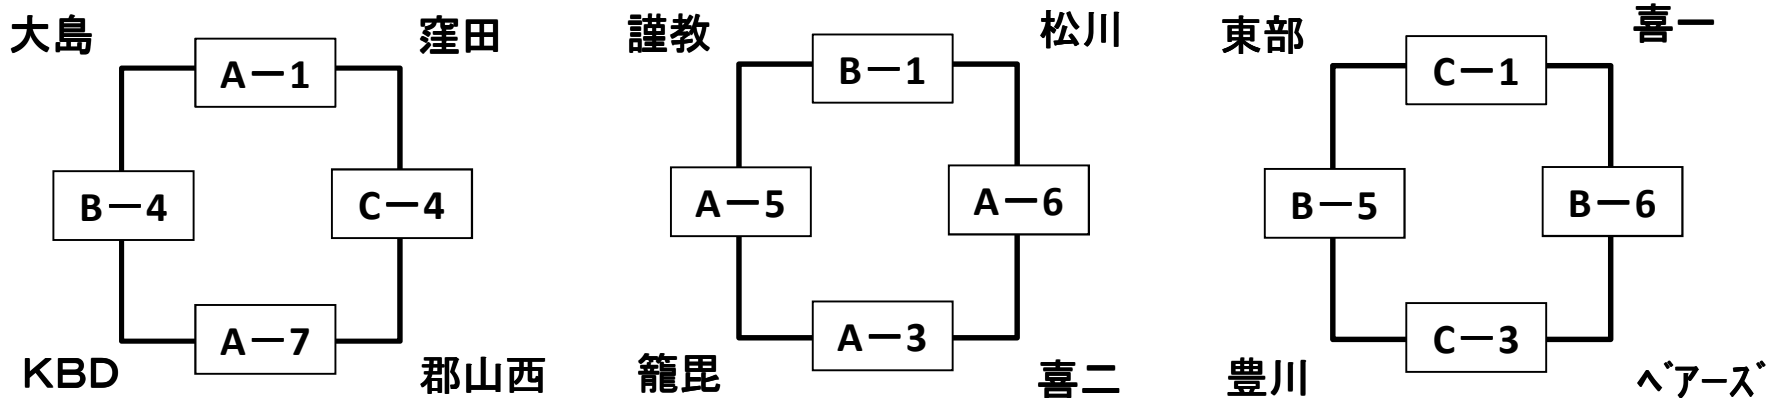 大島 窪田 謹教 松川 東部 喜一
A－1 B－1 C－1
B－4 C－4 A－5 A－6 B－5 B－6
A－7 A－3 C－3
KBD 郡山西 籠毘 喜二 豊川 ベアーズ